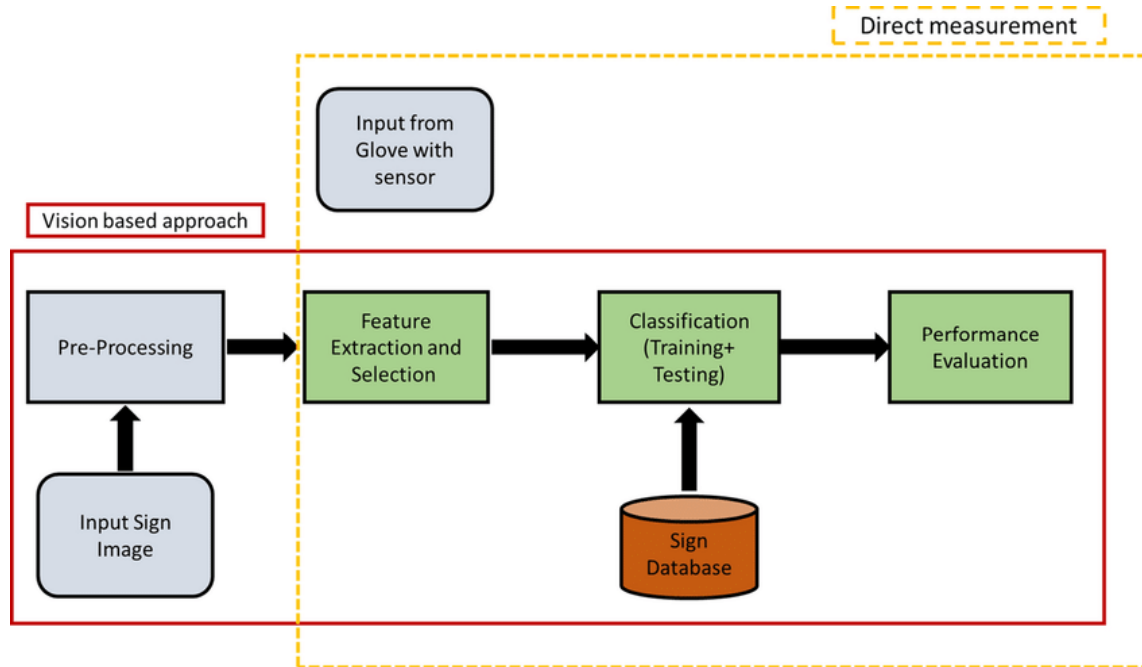 Direct measurement
Input from
Glove with
sensor
Vision based approach
Pre-Processing
Feature
Extraction and
Selection
Classification
(Training+
Testing)
Performance
Evaluation
Input Sign
Image
Sign
Database